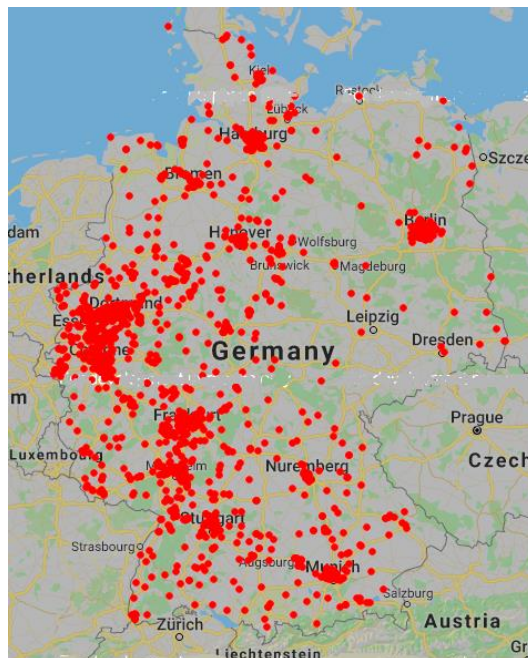 Kiel
Rostock
Lübeck
Hamburg
Szcze
Bremen
dam
Berlin
Hanover
Wolfsburg
Brunswick
Magdeburg
therlands
Dortmund
Leipzig
Dresden
Germany
m
Frankfurt
Prague
Luxembourg
Nuremberg
Czech
Stuttgart
Strasbourg
Augsburg
Munich
Salzburg
Zürich
Austria
Liechtenstein
Gr